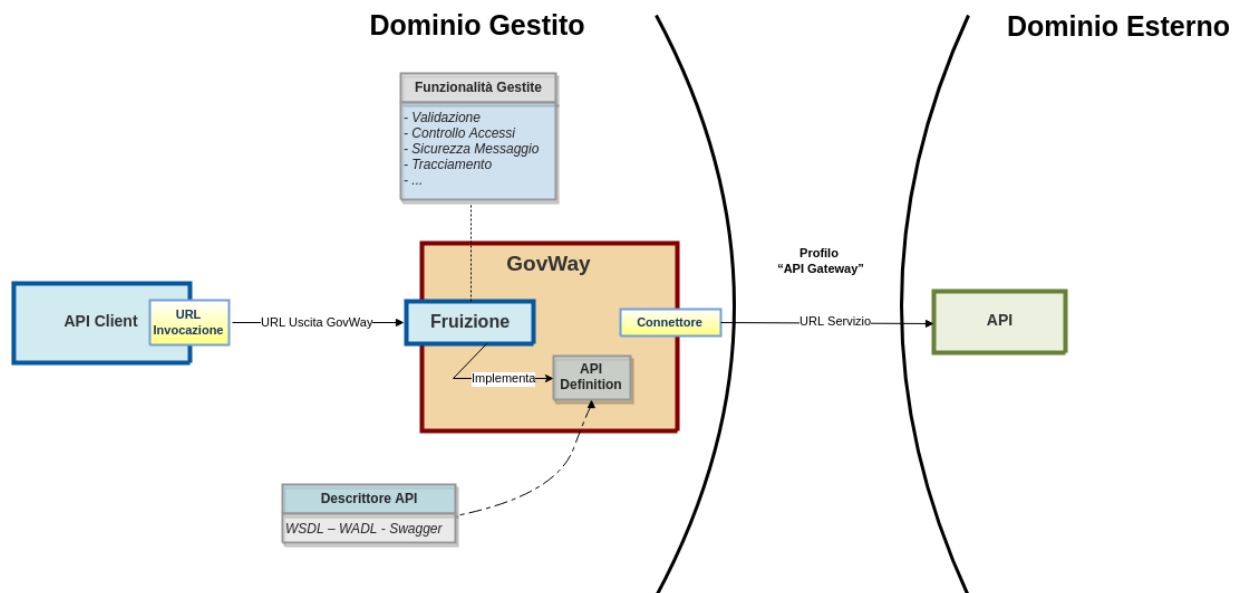 Dominio Gestito
Dominio Esterno
Funzionalità Gestite
- Validazione
- Controllo Accessi
- Sicurezza Messaggio
- Tracciamento
- ...
GovWay
Profilo
“API Gateway”
API Client
URL
Invocazione
URL Uscita GovWay
Fruizione
Connettore
URL Servizio
API
Implementa
API
Definition
Descrittore API
WSDL – WADL - Swagger